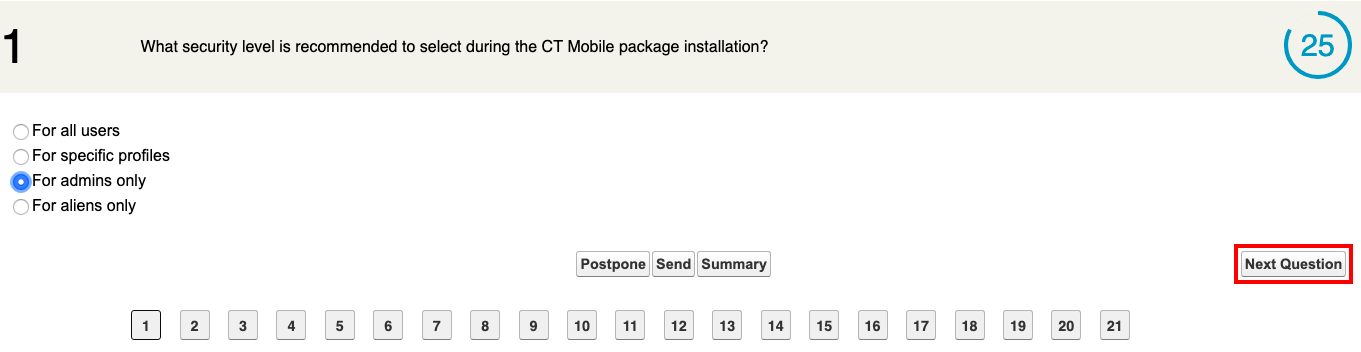 1 What security level is recommended to select during the CT Mobile package installation? 25
For all users
For specific profiles
For admins only
For aliens only
Postpone Send Summary Next Question
1 2 3 4 5 6 7 8 9 10 11 12 13 14 15 16 17 18 19 20 21